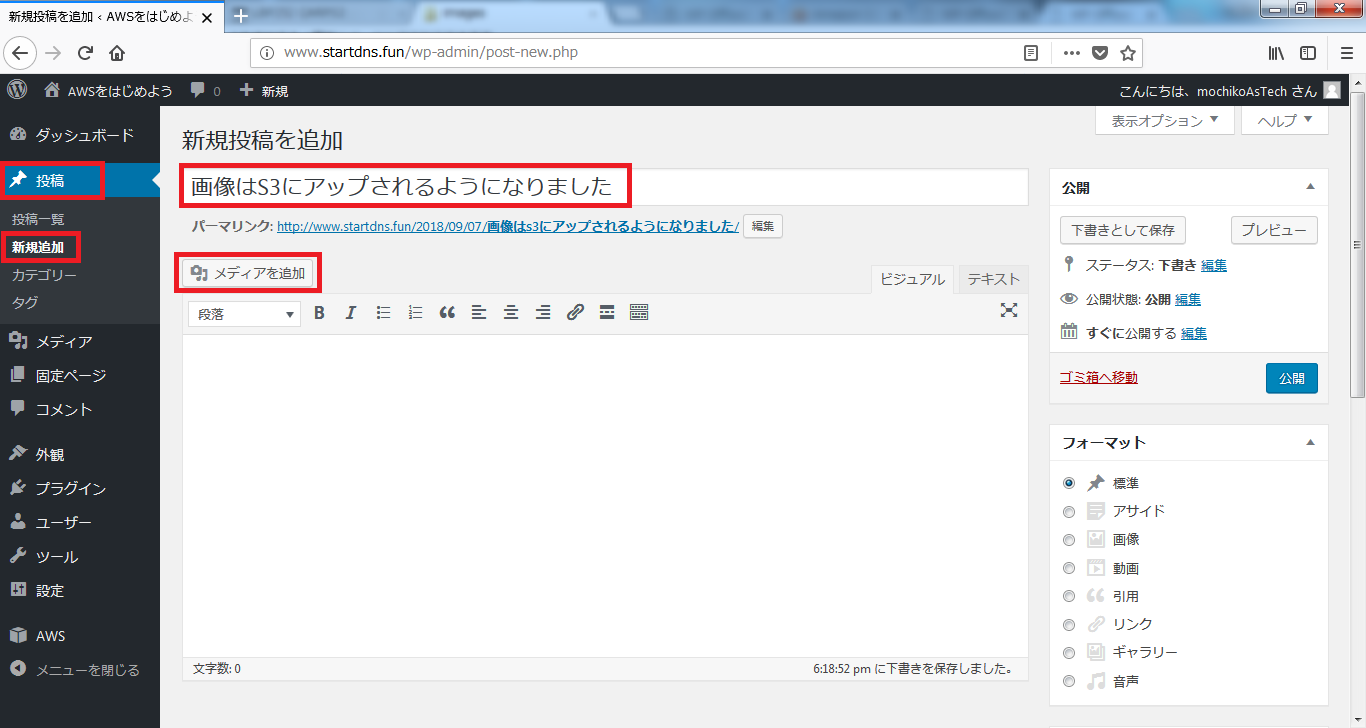 新規投稿を追加 ‹ AWSをはじめよ
www.startdns.fun/wp-admin/post-new.php
AWSをはじめよう 0 新規 こんにちは、mochikoAsTech さん
表示オプション ヘルプ
ダッシュボード
投稿
投稿一覧
新規追加
カテゴリー
タグ
メディア
固定ページ
コメント
外観
プラグイン
ユーザー
ツール
設定
AWS
メニューを閉じる
新規投稿を追加
画像はS3にアップされるようになりました
パーマリンク: http://www.startdns.fun/2018/09/07/画像はs3にアップされるようになりました/ 編集
メディアを追加
ビジュアル テキスト
段落 B I
文字数: 0 6:18:52 pm に下書きを保存しました。
公開
下書きとして保存 プレビュー
ステータス: 下書き 編集
公開状態: 公開 編集
すぐに公開する 編集
ゴミ箱へ移動 公開
フォーマット
標準
アサイド
画像
動画
引用
リンク
ギャラリー
音声